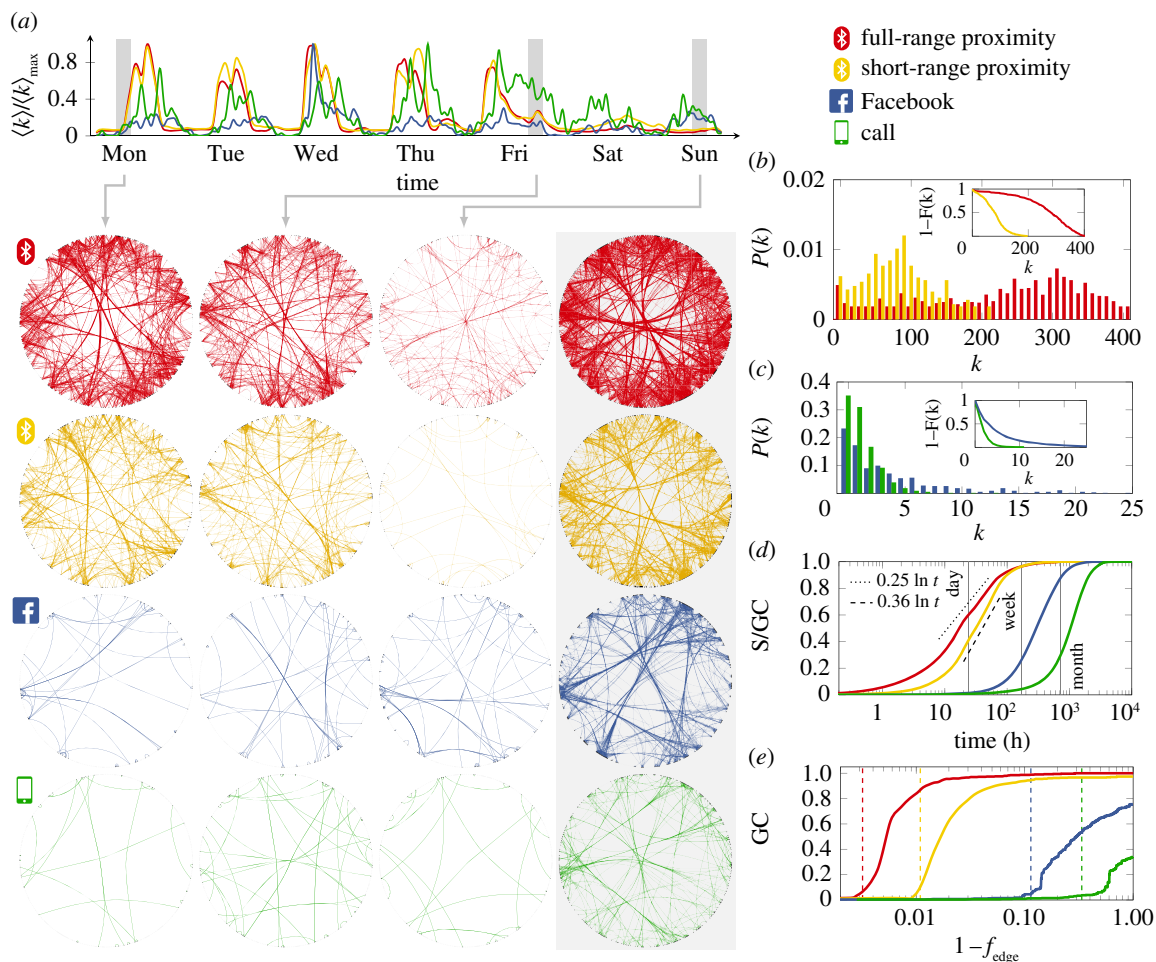 (a)
⟨k⟩/⟨k⟩max
0.8
0.4
0
Mon Tue Wed Thu Fri Sat Sun
time
full-range proximity
short-range proximity
Facebook
call
(b)
0.02
0.01
0
P(k)
0 100 200 300 400
k
1
0.5
1–F(k)
0 200 400
k
(c)
0.4
0.3
0.2
0.1
P(k)
0 5 10 15 20 25
k
1
0.5
1–F(k)
0 10 20
k
(d)
1.0
0.8
0.6
0.4
0.2
0
S/GC
0.25 ln t
0.36 ln t
day
week
month
1 10 10² 10³ 10⁴
time (h)
(e)
1.0
0.8
0.6
0.4
0.2
0
GC
0.01 0.10 1.00
1 – fedge